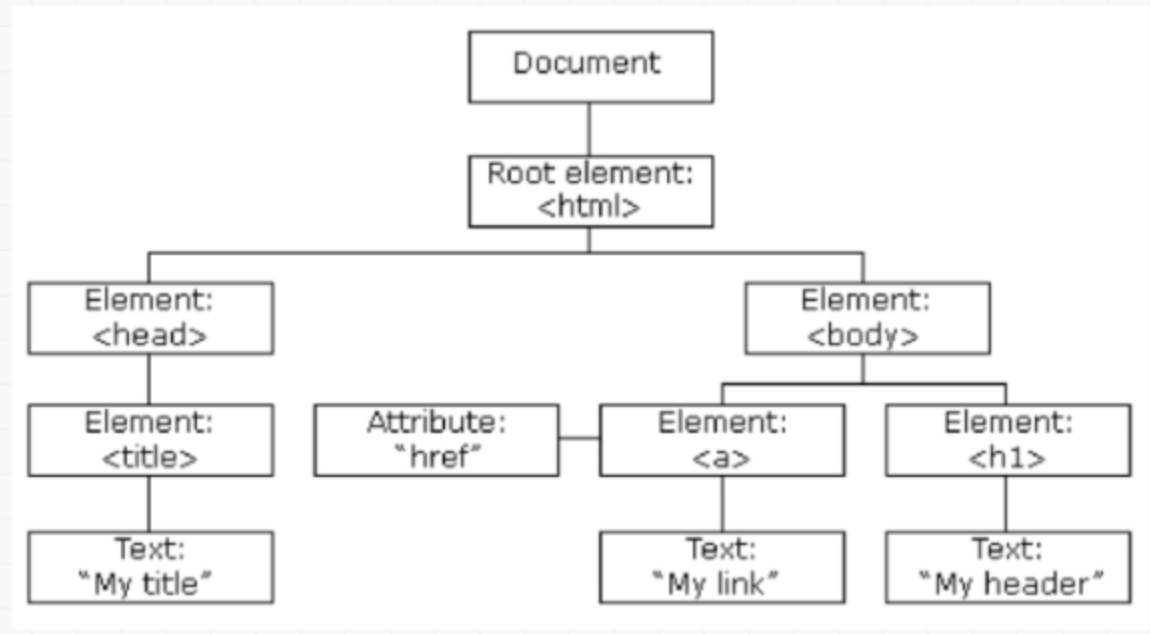 Document
Root element:
<html>
Element:
<head>
Element:
<body>
Element:
<title>
Attribute:
“href”
Element:
<a>
Element:
<h1>
Text:
“My title”
Text:
“My link”
Text:
“My header”